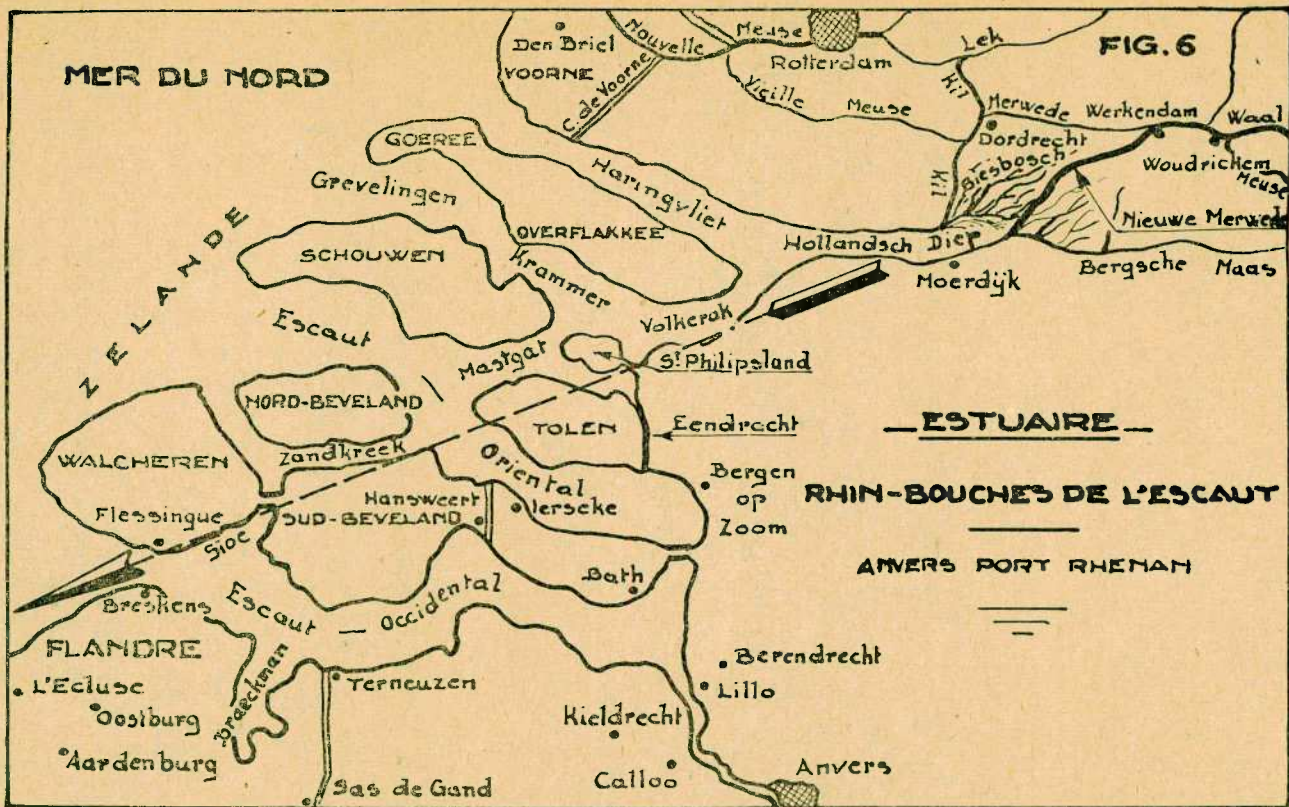 MER DU NORD
FIG. 6
Den Briel
VOORNE
C. de Voorne
Nouvelle Meuse
Rotterdam
Lek
Kil
Vieille Meuse
Merwede
Werkendam
Waal
Dordrecht
Biesbosch
Kil
Woudrichem
Meuse
Nieuwe Merwede
Bergsche Maas
Hollandsch Diep
Moerdijk
GOEREE
Haringvliet
Grevelingen
OVERFLAKKEE
SCHOUWEN
Krammer
Volkerak
ZELANDE
Escaut
Mastgat
St Philipsland
NORD-BEVELAND
TOLEN
Eendracht
WALCHEREN
Zandkreek
Oriental
Bergen
op
Zoom
Hansweert
Ierseke
SUD-BEVELAND
Flessingue
Sloe
Bath
Breskens
Escaut — Occidental
FLANDRE
Braeckman
L'Ecluse
Oostburg
Aardenburg
Terneuzen
Sas de Gand
Berendrecht
Lillo
Kieldrecht
Calloo
Anvers
_ESTUAIRE_
RHIN-BOUCHES DE L'ESCAUT
ANVERS PORT RHENAN